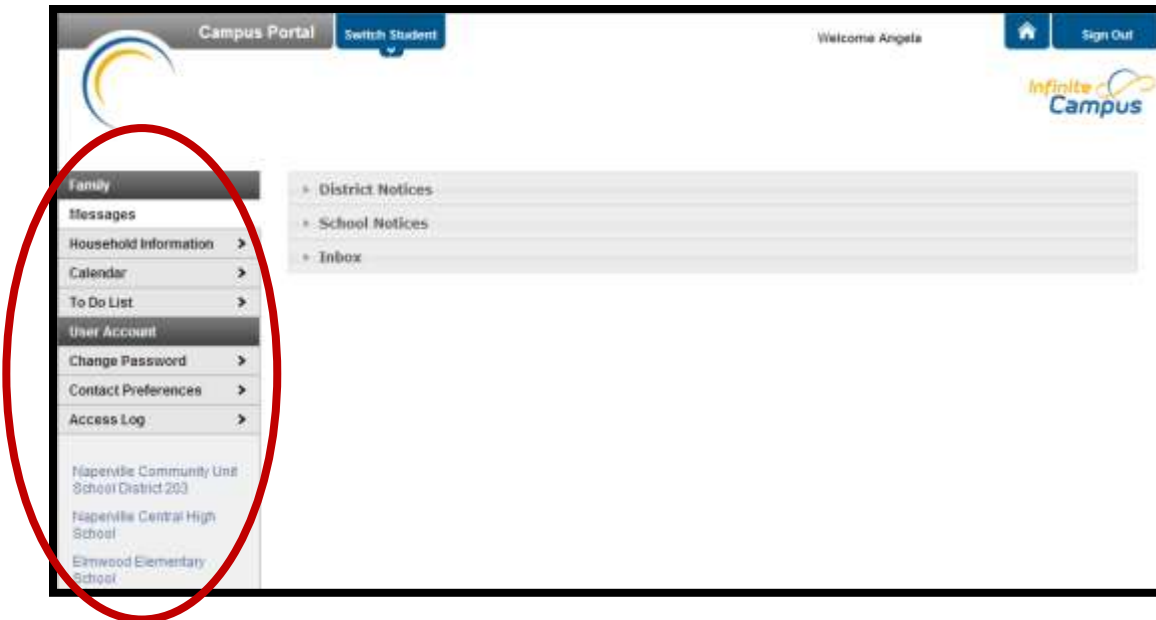 Campus Portal
Switch Student
Welcome Angela
Sign Out
Infinite
Campus
Family
Messages
Household Information
Calendar
To Do List
User Account
Change Password
Contact Preferences
Access Log
Naperville Community Unit
School District 203
Naperville Central High
School
Elmwood Elementary
School
District Notices
School Notices
Inbox